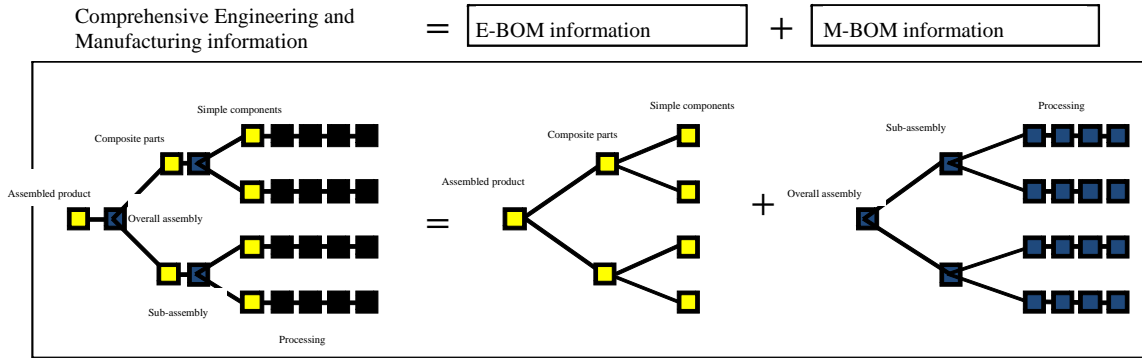 Comprehensive Engineering and
Manufacturing information
=
E-BOM information
+
M-BOM information
Simple components
Composite parts
Assembled product
Overall assembly
Sub-assembly
Processing
=
Simple components
Composite parts
Assembled product
+
Processing
Sub-assembly
Overall assembly